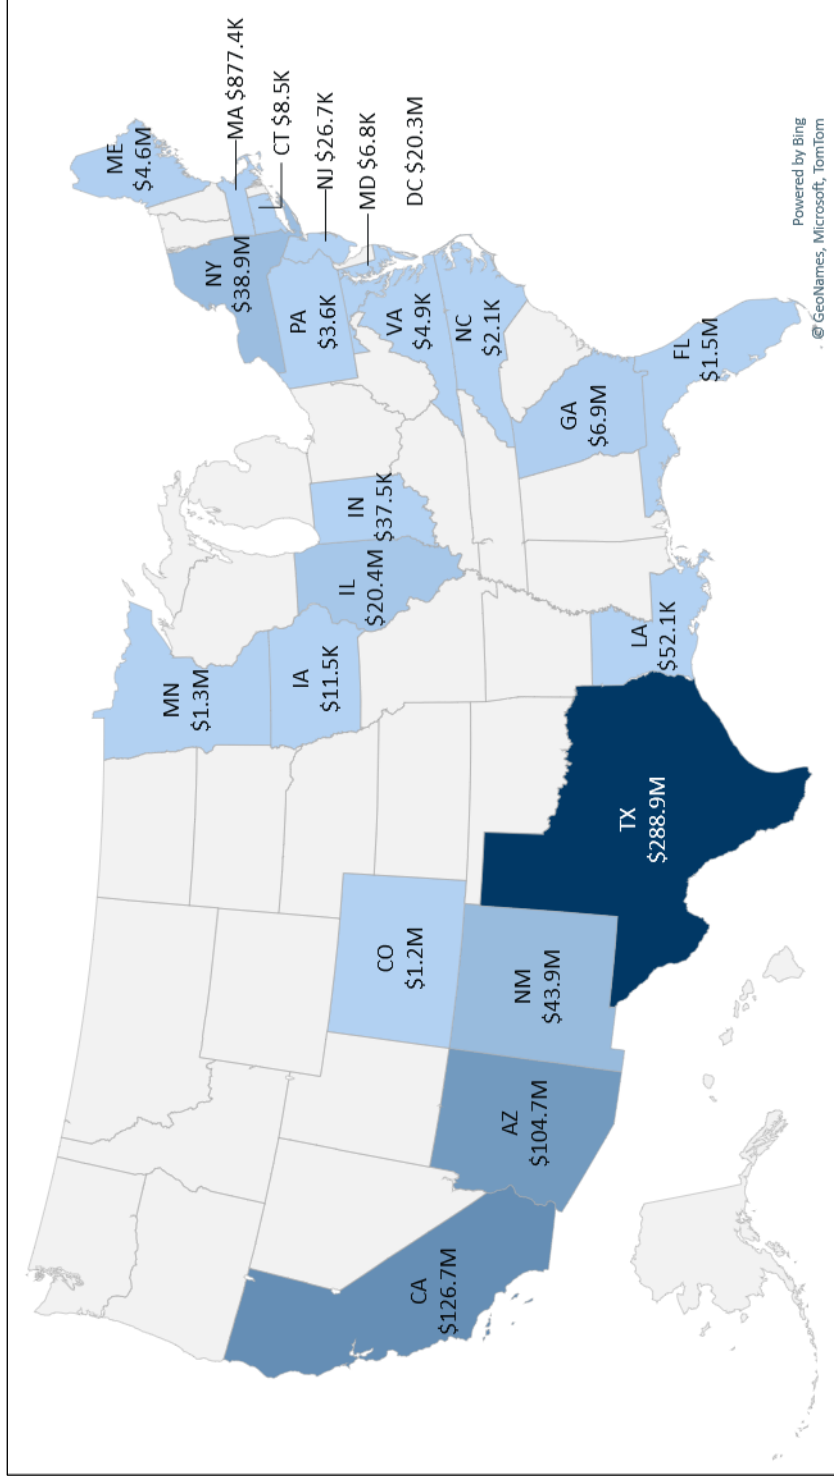 ME
$4.6M
MA $877.4K
CT $8.5K
NJ $26.7K
MD $6.8K
DC $20.3M
NY
$38.9M
PA
$3.6K
VA
$4.9K
NC
$2.1K
GA
$6.9M
FL
$1.5M
MN
$1.3M
IA
$11.5K
IL
$20.4M
IN
$37.5K
LA
$52.1K
TX
$288.9M
CO
$1.2M
NM
$43.9M
AZ
$104.7M
CA
$126.7M
Powered by Bing
© GeoNames, Microsoft, TomTom